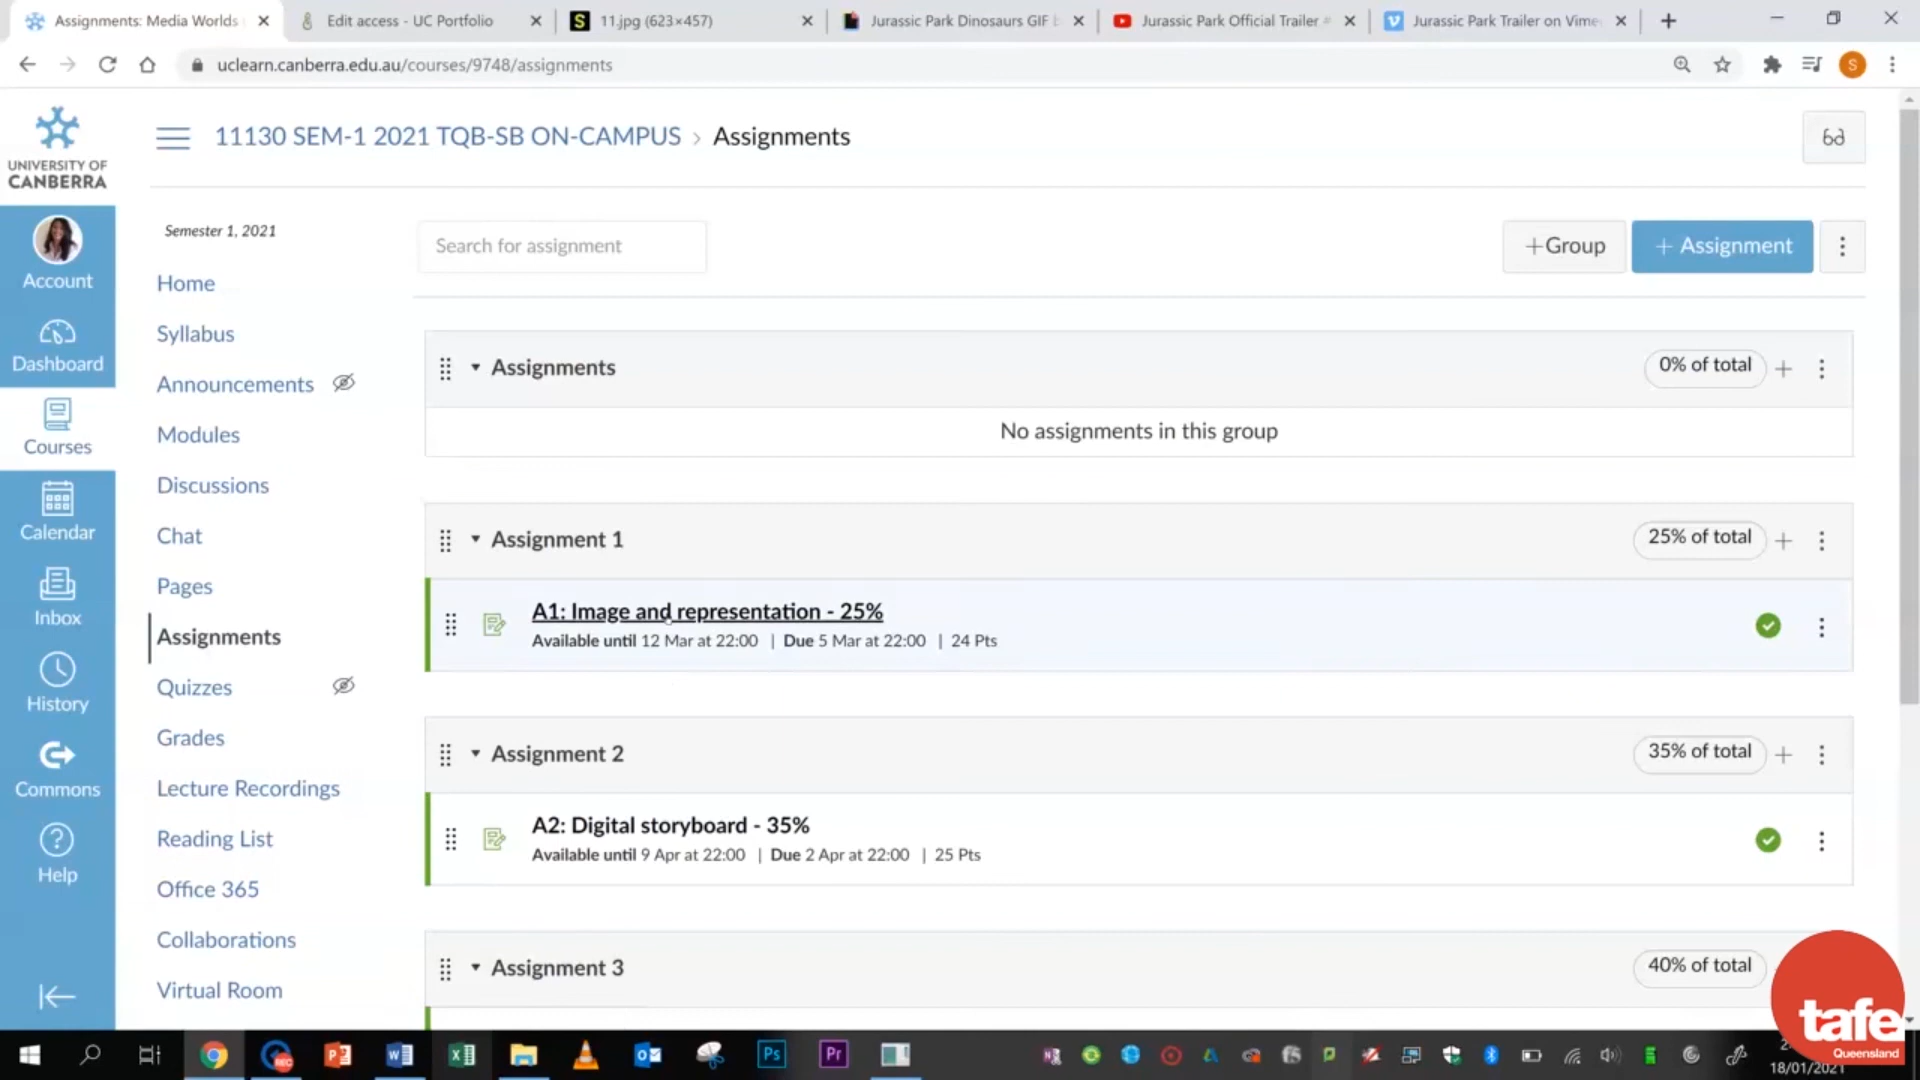 Assignments: Media Worlds
Edit access - UC Portfolio
S
11.jpg (623×457)
Jurassic Park Dinosaurs GIF
Jurassic Park Official Trailer
Jurassic Park Trailer on Vime
uclearn.canberra.edu.au/courses/9748/assignments
S
UNIVERSITY OF
CANBERRA
11130 SEM-1 2021 TQB-SB ON-CAMPUS > Assignments
Account
Dashboard
Courses
Calendar
Inbox
History
Commons
Help
Semester 1, 2021
Home
Syllabus
Announcements
Modules
Discussions
Chat
Pages
Assignments
Quizzes
Grades
Lecture Recordings
Reading List
Office 365
Collaborations
Virtual Room
Search for assignment
+Group
+ Assignment
Assignments
0% of total
No assignments in this group
Assignment 1
25% of total
A1: Image and representation - 25%
Available until 12 Mar at 22:00 | Due 5 Mar at 22:00 | 24 Pts
Assignment 2
35% of total
A2: Digital storyboard - 35%
Available until 9 Apr at 22:00 | Due 2 Apr at 22:00 | 25 Pts
Assignment 3
40% of total
tafe
Queensland
REC
Ps
Pr
18/01/2021